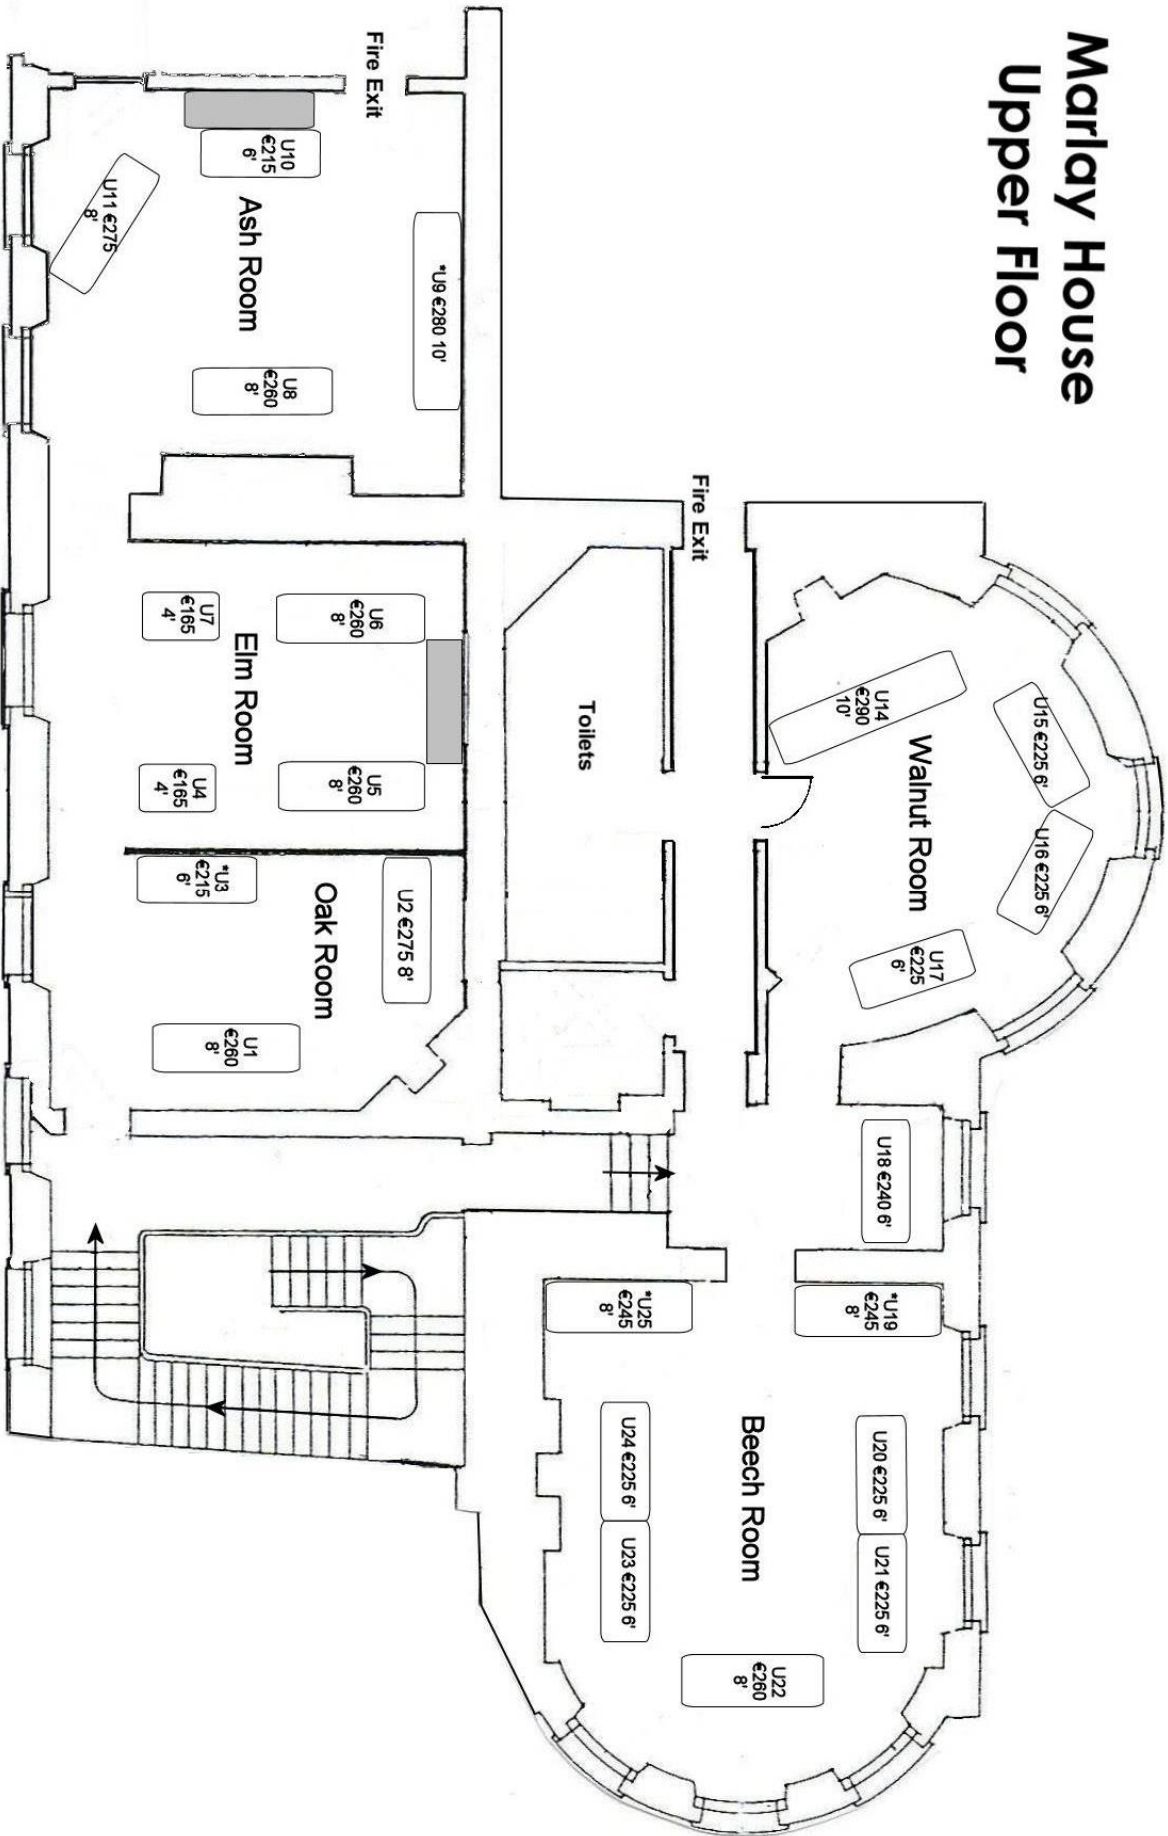 Marlay House
Upper Floor
Fire Exit
U10
€215
6'
U11 €275
8'
Ash Room
*U9 €280 10'
U8
€260
8'
Fire Exit
U7
€165
4'
U6
€260
8'
Elm Room
U4
€165
4'
U5
€260
8'
Toilets
U14
€290
10'
U15 €225 6'
Walnut Room
U16 €225 6'
U17
€225
6'
*U3
€215
6'
Oak Room
U2 €275 8'
U1
€260
8'
U18 €240 6'
*U25
€245
8'
*U19
€245
8'
Beech Room
U24 €225 6'
U20 €225 6'
U23 €225 6'
U21 €225 6'
U22
€260
8'